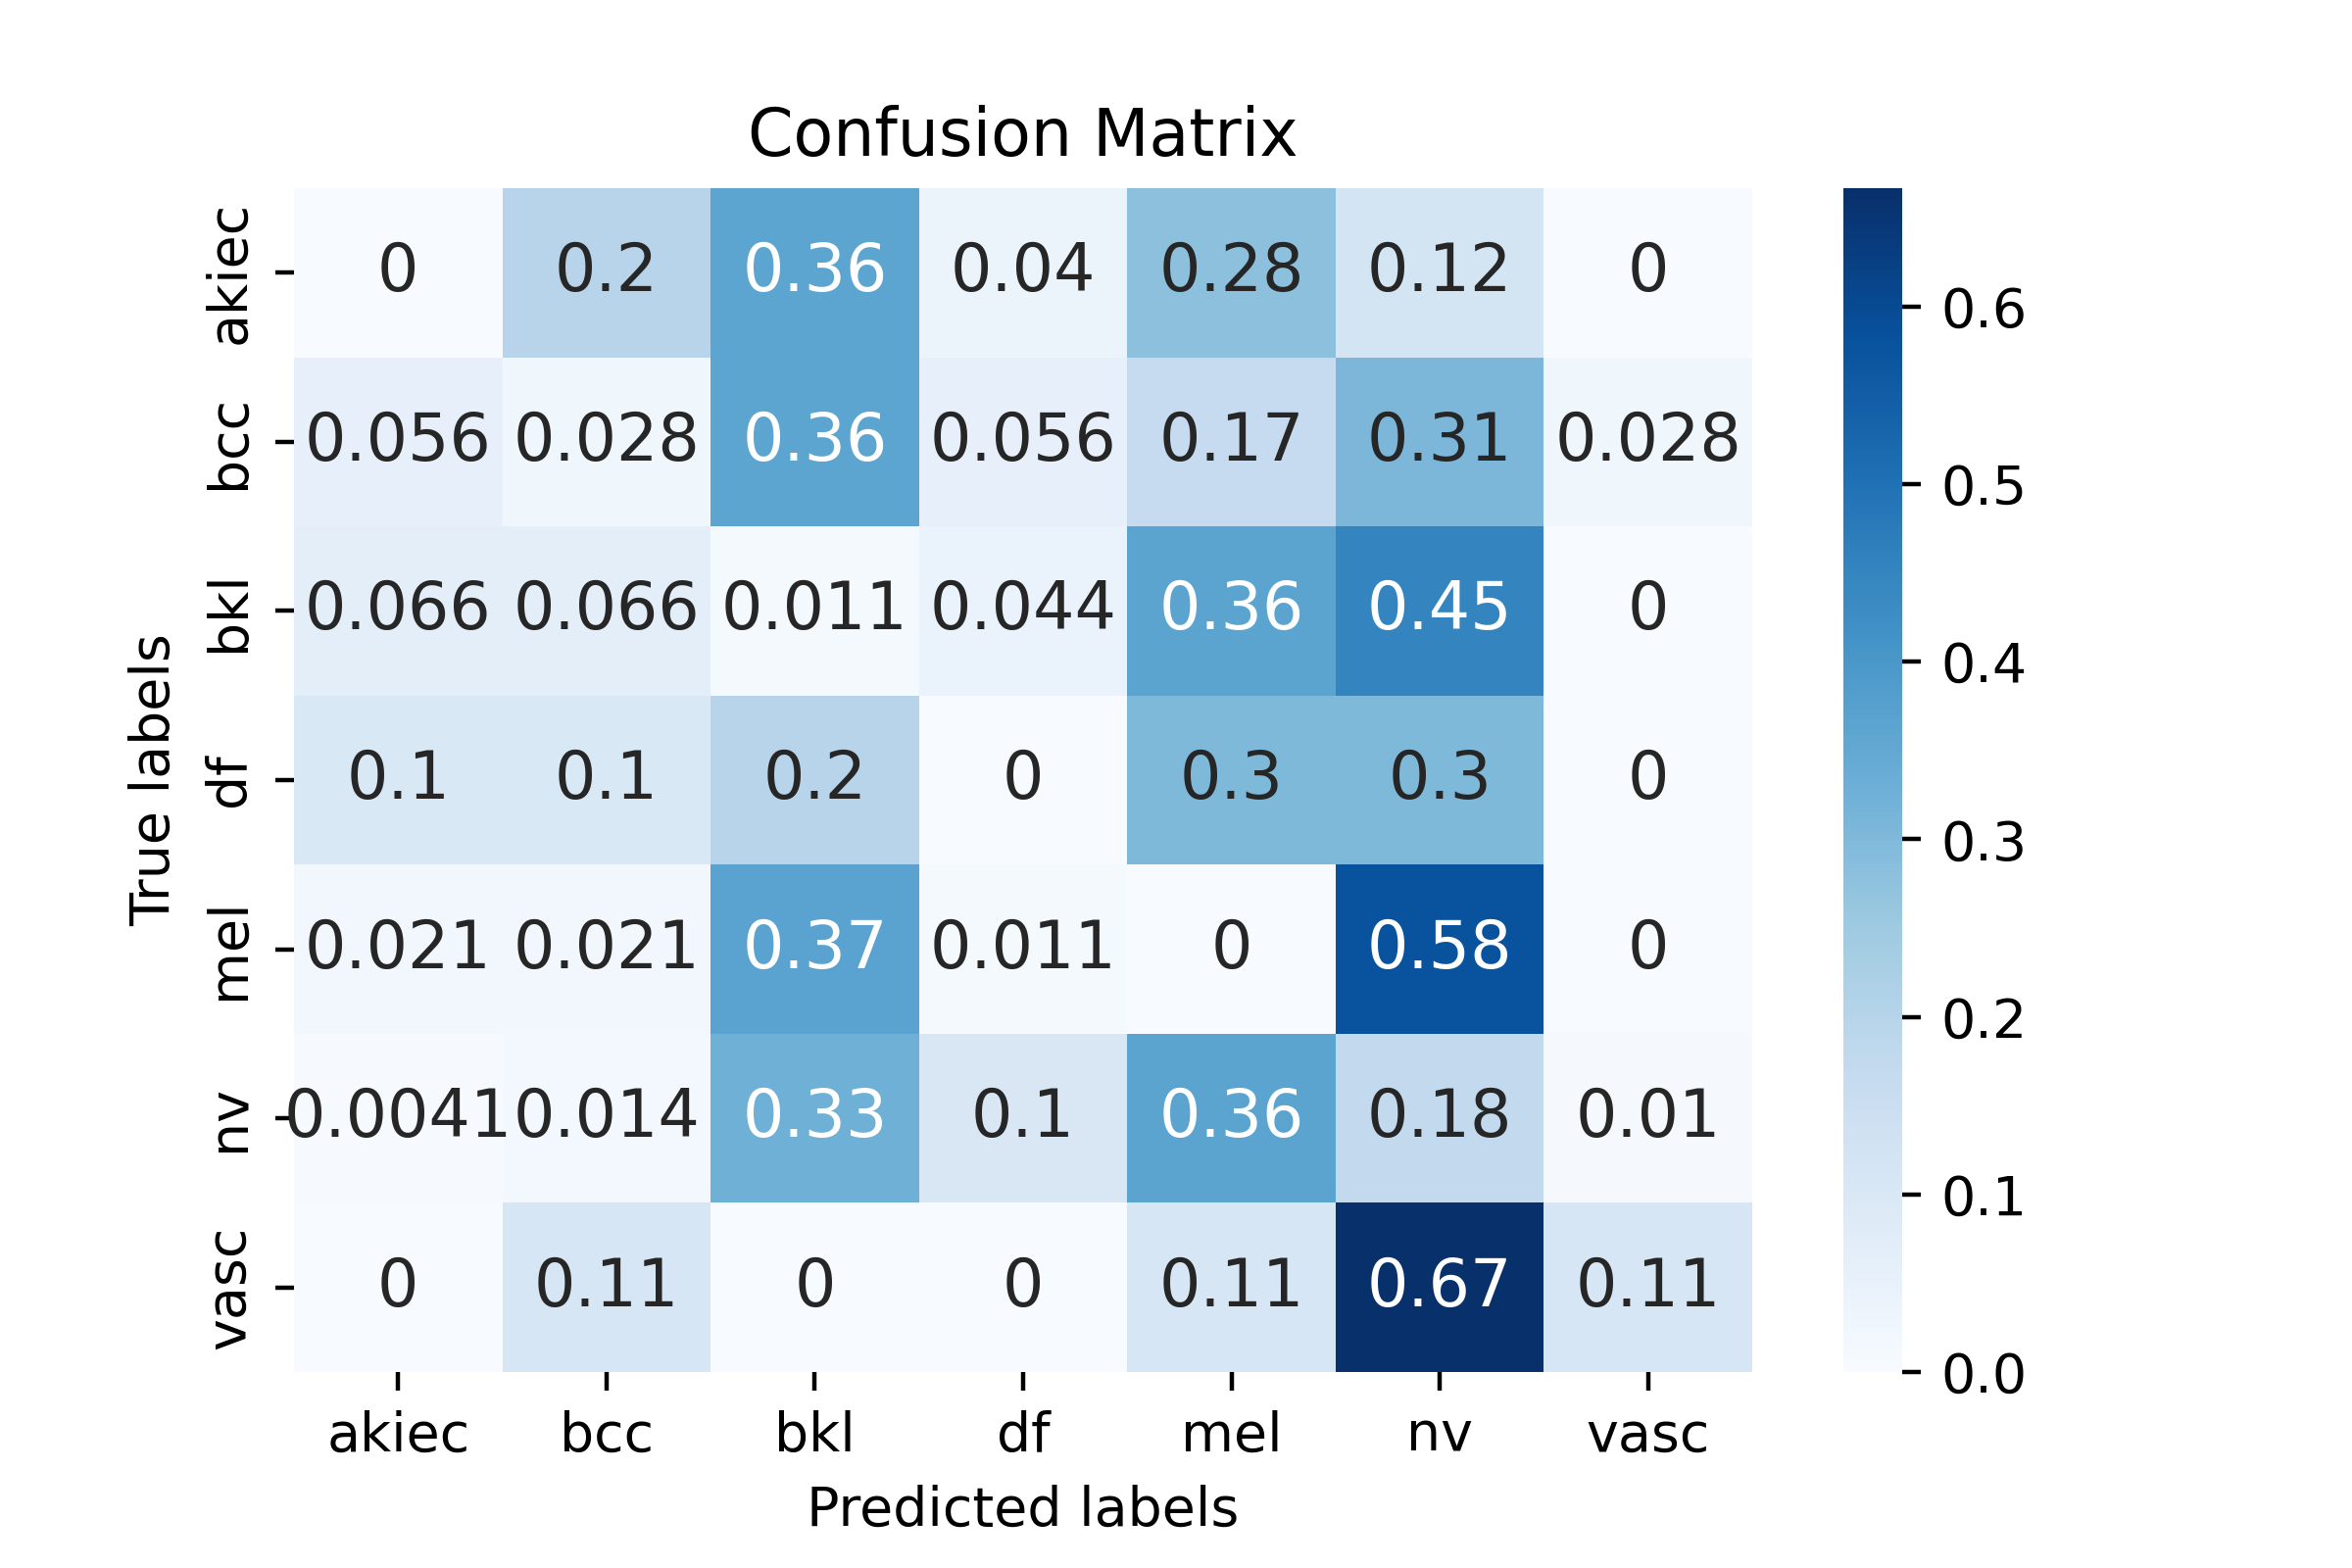 Confusion Matrix
akiec 0 0.2 0.36 0.04 0.28 0.12 0
bcc 0.056 0.028 0.36 0.056 0.17 0.31 0.028
bkl 0.066 0.066 0.011 0.044 0.36 0.45 0
df 0.1 0.1 0.2 0 0.3 0.3 0
mel 0.021 0.021 0.37 0.011 0 0.58 0
nv 0.0041 0.014 0.33 0.1 0.36 0.18 0.01
vasc 0 0.11 0 0 0.11 0.67 0.11
akiec bcc bkl df mel nv vasc
Predicted labels
True labels
0.6
0.5
0.4
0.3
0.2
0.1
0.0